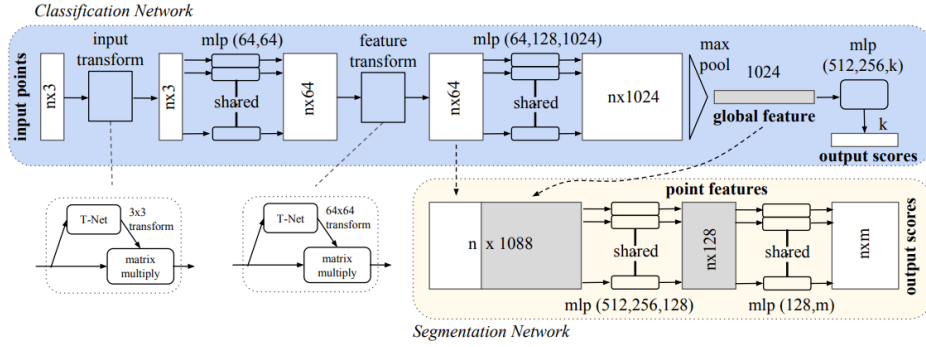 Classification Network
input points
nx3
input
transform
nx3
mlp (64,64)
shared
nx64
feature
transform
nx64
mlp (64,128,1024)
shared
nx1024
max
pool
1024
global feature
mlp
(512,256,k)
k
output scores
T-Net
3x3
transform
matrix
multiply
T-Net
64x64
transform
matrix
multiply
point features
n x 1088
shared
mlp (512,256,128)
nx128
shared
mlp (128,m)
nxm
output scores
Segmentation Network